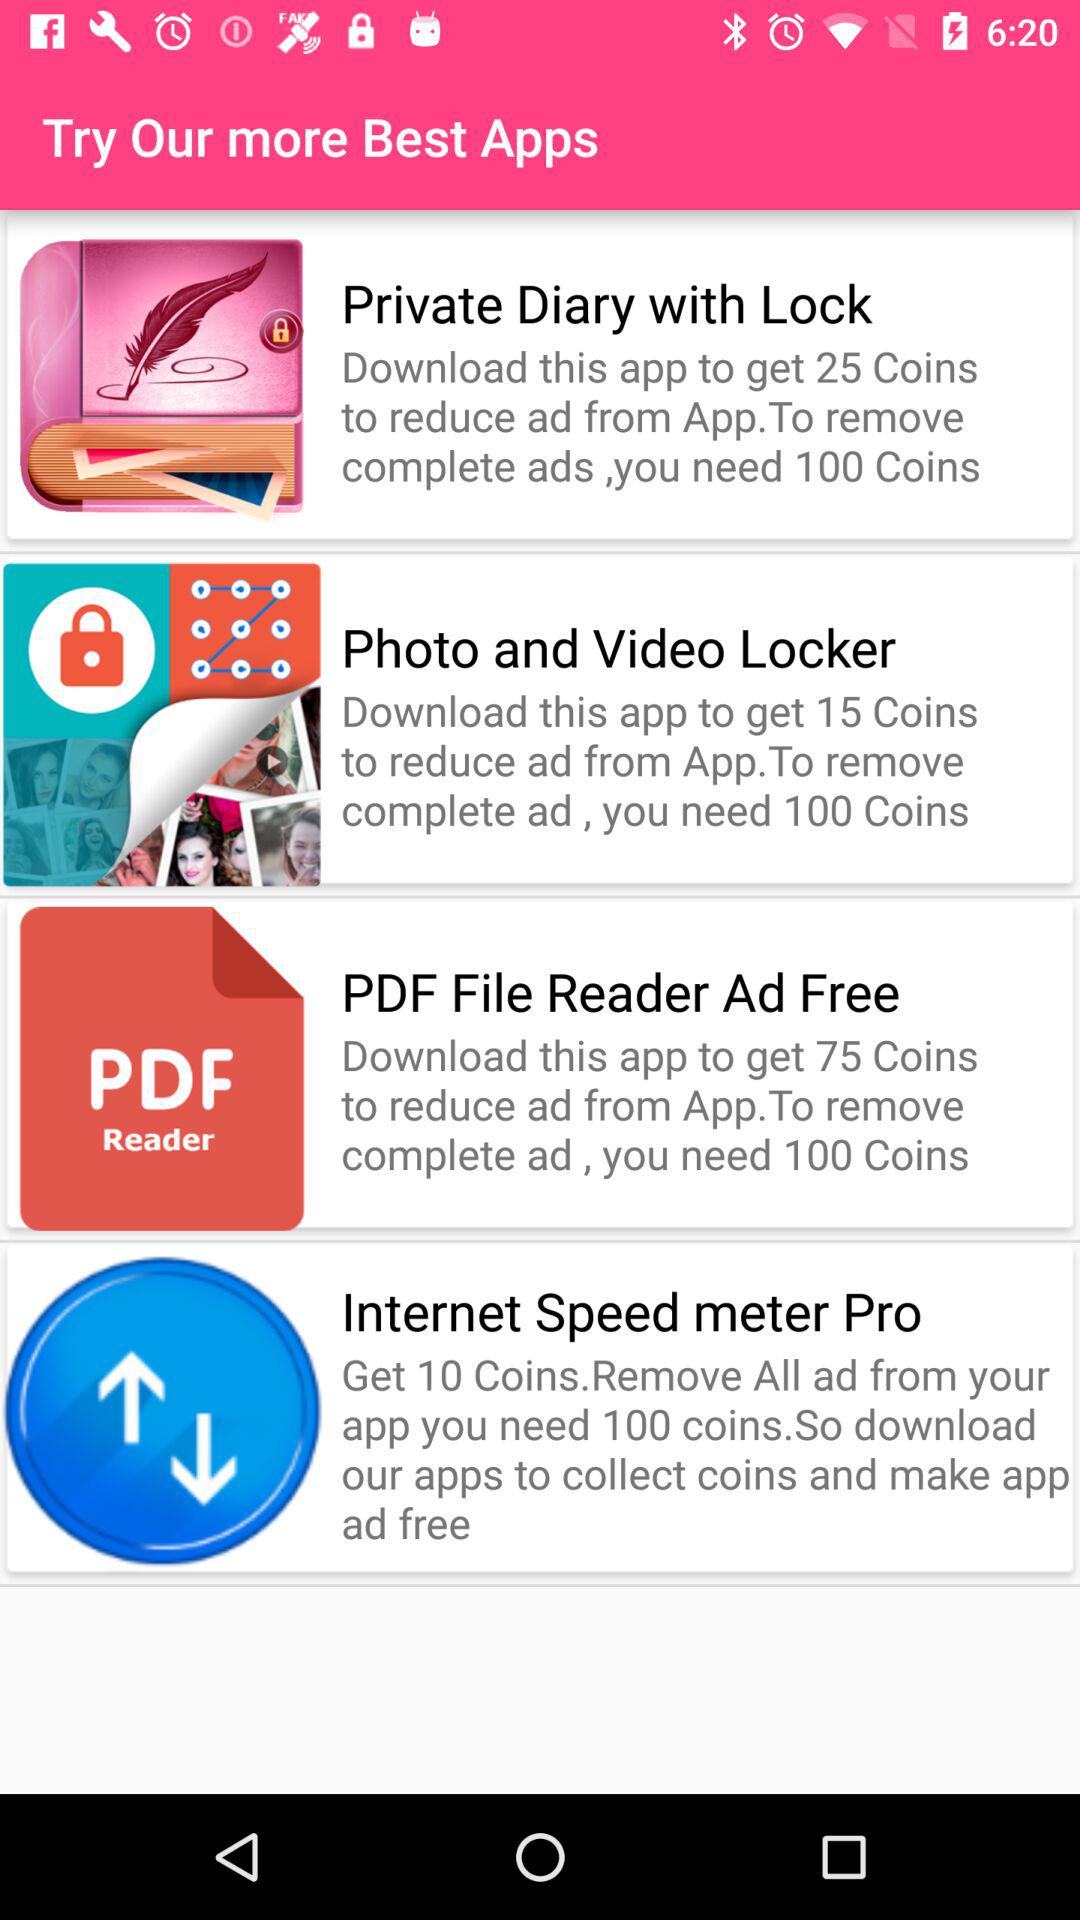 FAKE
6:20
Try Our more Best Apps
Private Diary with Lock
Download this app to get 25 Coins
to reduce ad from App.To remove
complete ads ,you need 100 Coins
Photo and Video Locker
Download this app to get 15 Coins
to reduce ad from App.To remove
complete ad , you need 100 Coins
PDF
Reader
PDF File Reader Ad Free
Download this app to get 75 Coins
to reduce ad from App.To remove
complete ad , you need 100 Coins
Internet Speed meter Pro
Get 10 Coins.Remove All ad from your
app you need 100 coins.So download
our apps to collect coins and make app
ad free